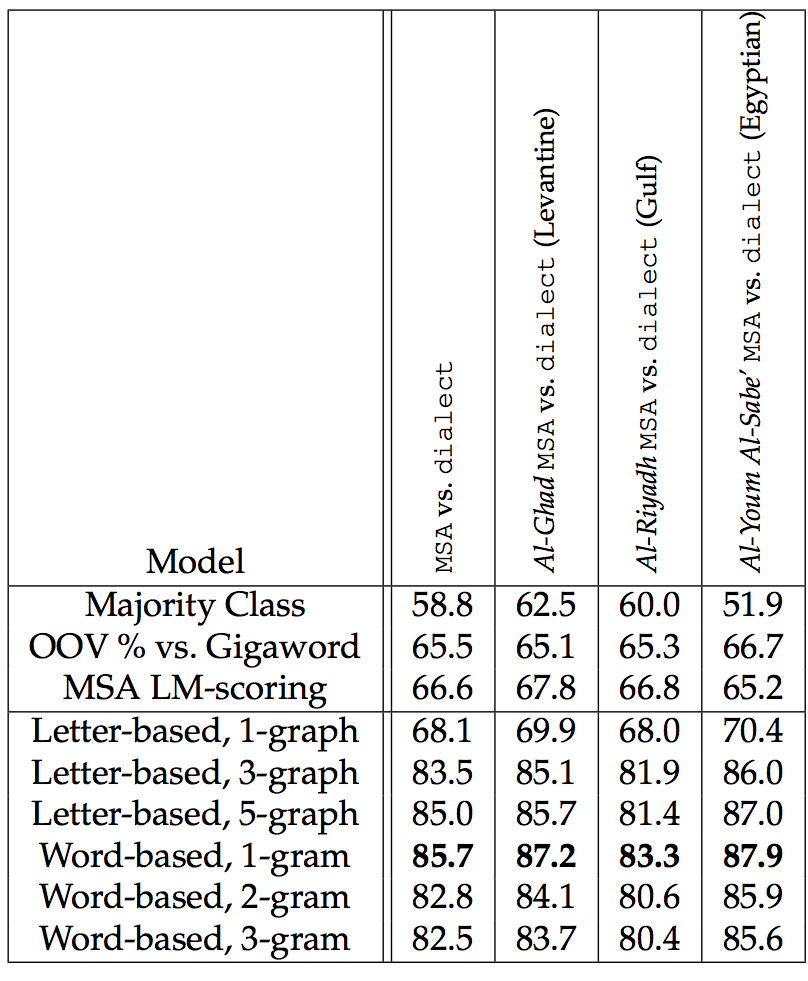 Model MSA vs. dialect Al-Ghad MSA vs. dialect (Levantine) Al-Riyadh MSA vs. dialect (Gulf) Al-Youm Al-Sabe’ MSA vs. dialect (Egyptian)
Majority Class 58.8 62.5 60.0 51.9
OOV % vs. Gigaword 65.5 65.1 65.3 66.7
MSA LM-scoring 66.6 67.8 66.8 65.2
Letter-based, 1-graph 68.1 69.9 68.0 70.4
Letter-based, 3-graph 83.5 85.1 81.9 86.0
Letter-based, 5-graph 85.0 85.7 81.4 87.0
Word-based, 1-gram 85.7 87.2 83.3 87.9
Word-based, 2-gram 82.8 84.1 80.6 85.9
Word-based, 3-gram 82.5 83.7 80.4 85.6